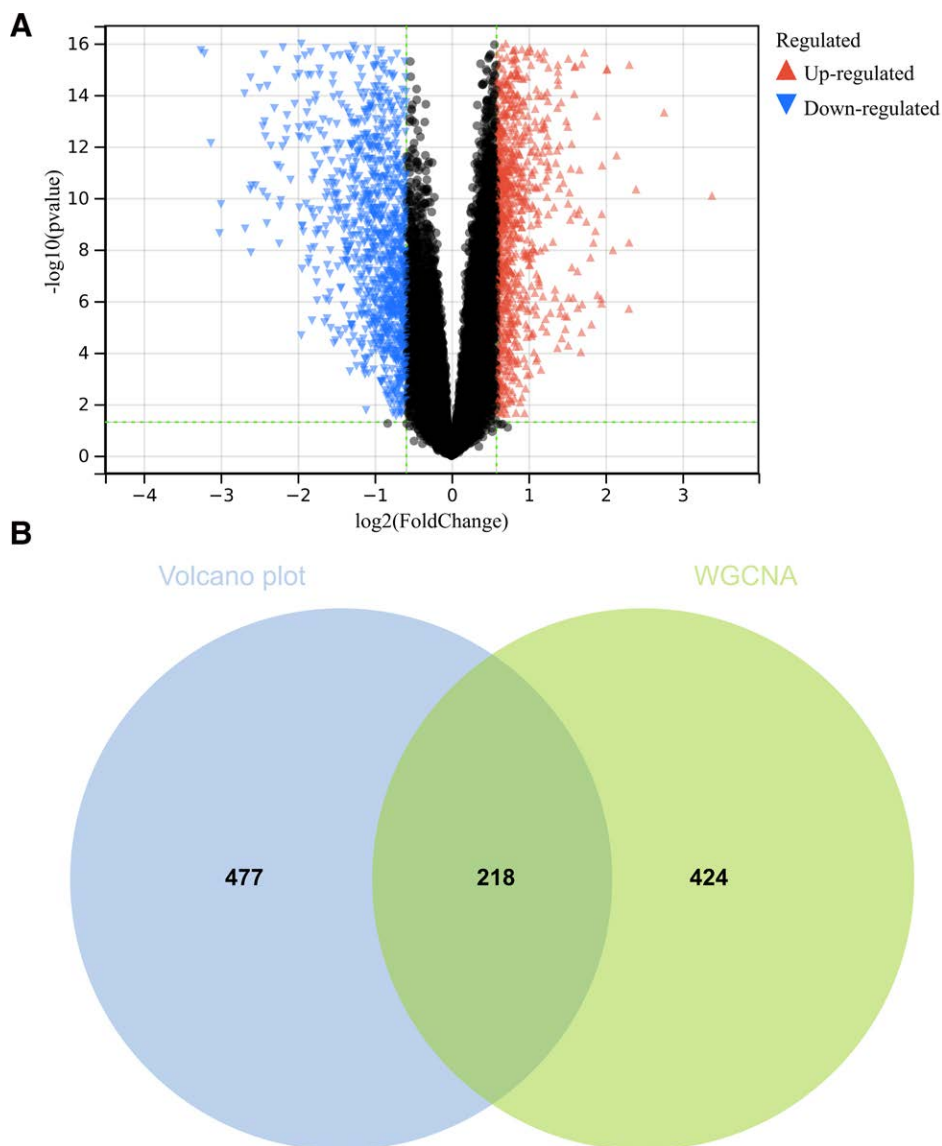 A
Regulated
Up-regulated
Down-regulated
-log10(pvalue)
16
14
12
10
8
6
4
2
0
−4 −3 −2 −1 0 1 2 3
log2(FoldChange)
B
Volcano plot WGCNA
477 218 424